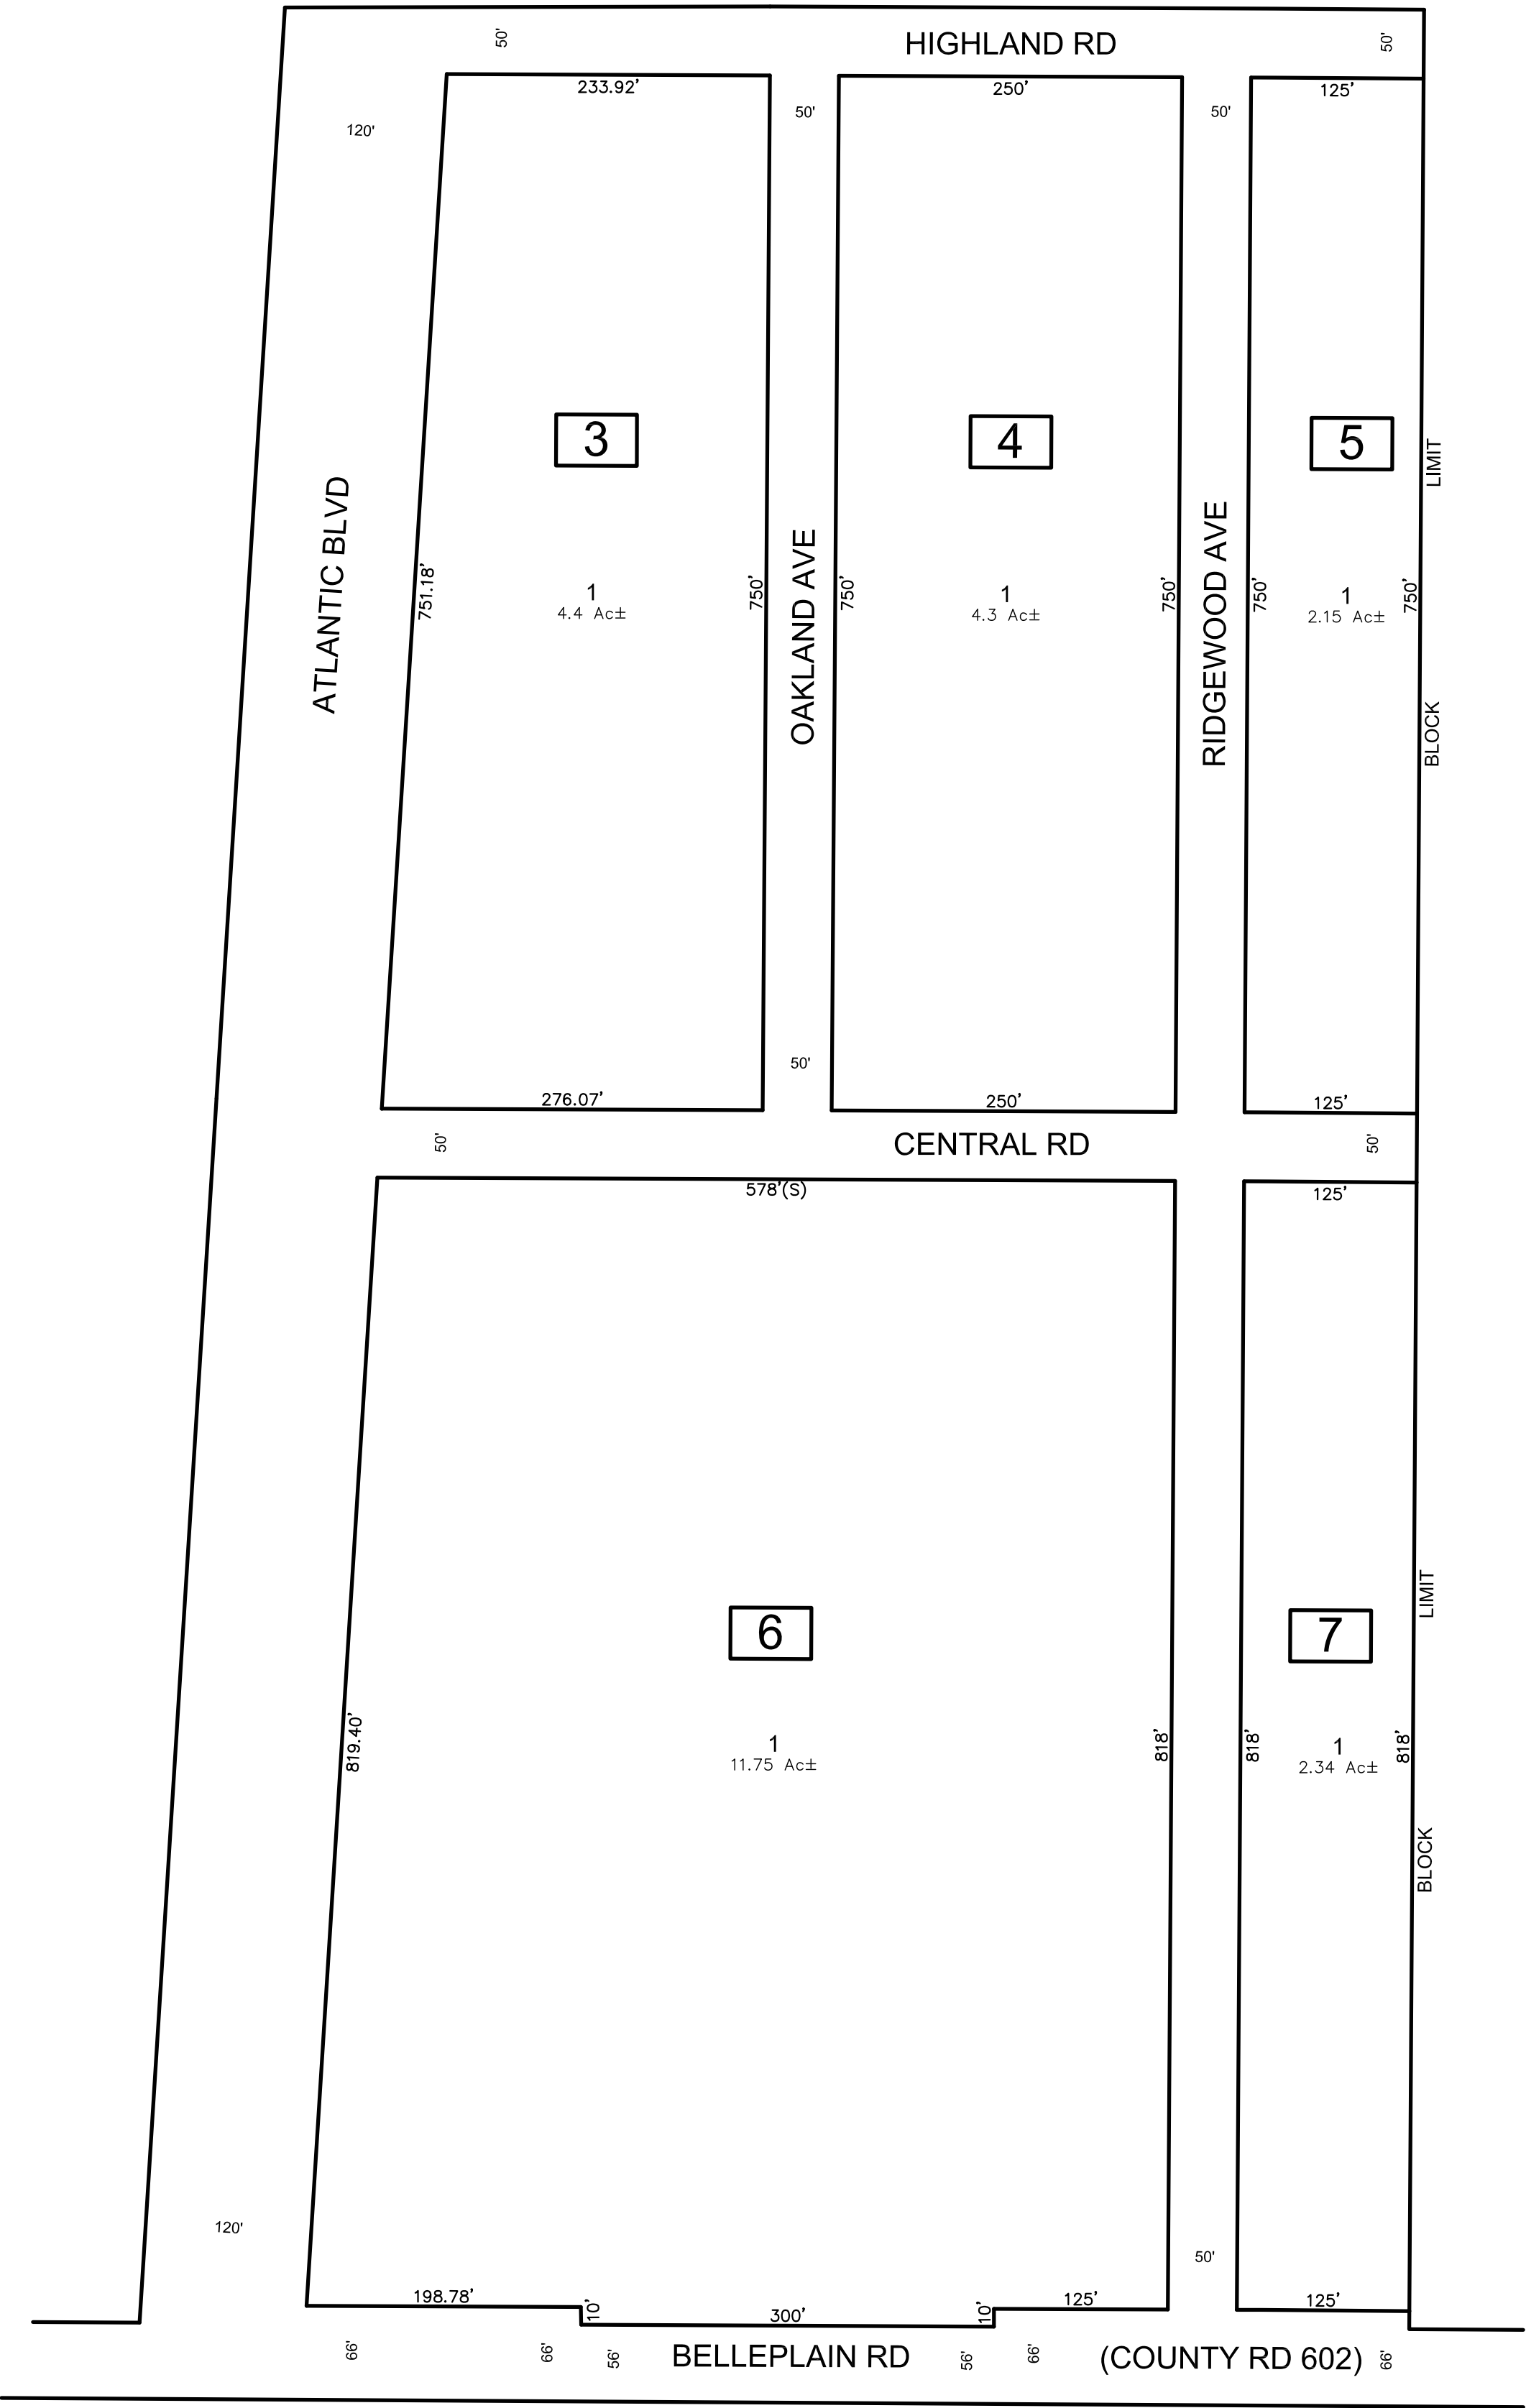 50'
HIGHLAND RD
50'
233.92'
250'
125'
120'
50'
50'
3
4
5
LIMIT
ATLANTIC BLVD
751.18'
1
4.4 Ac±
750'
OAKLAND AVE
750'
1
4.3 Ac±
750'
RIDGEWOOD AVE
750'
1
2.15 Ac±
750'
BLOCK
50'
276.07'
250'
125'
50'
CENTRAL RD
50'
578'(S)
125'
6
7
LIMIT
819.40'
1
11.75 Ac±
818'
818'
1
2.34 Ac±
818'
BLOCK
120'
50'
198.78'
10'
300'
10'
125'
125'
66'
66'
56'
BELLEPLAIN RD
56'
66'
(COUNTY RD 602)
66'